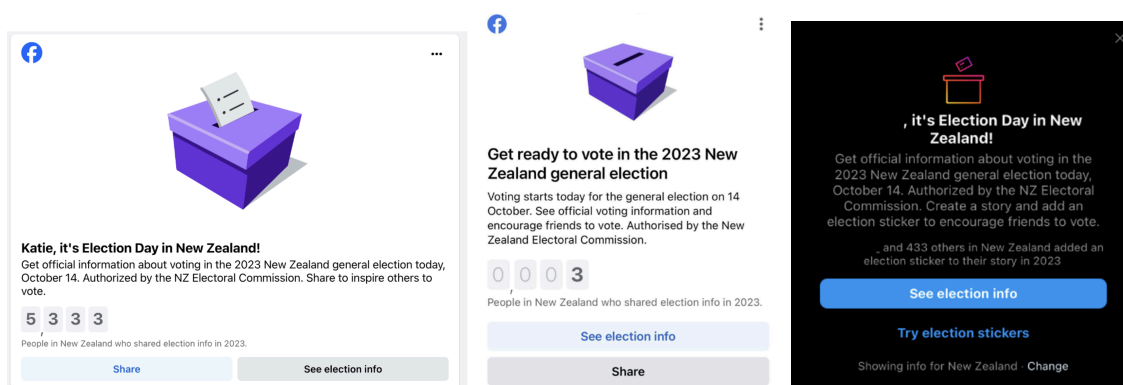 Katie, it's Election Day in New Zealand!
Get official information about voting in the 2023 New Zealand general election today,
October 14. Authorized by the NZ Electoral Commission. Share to inspire others to
vote.
5,333
People in New Zealand who shared election info in 2023.
Share
See election info
Get ready to vote in the 2023 New
Zealand general election
Voting starts today for the general election on 14
October. See official voting information and
encourage friends to vote. Authorised by the New
Zealand Electoral Commission.
0,003
People in New Zealand who shared election info in 2023.
See election info
Share
, it's Election Day in New
Zealand!
Get official information about voting in the
2023 New Zealand general election today,
October 14. Authorized by the NZ Electoral
Commission. Create a story and add an
election sticker to encourage friends to vote.
and 433 others in New Zealand added an
election sticker to their story in 2023
See election info
Try election stickers
Showing info for New Zealand · Change